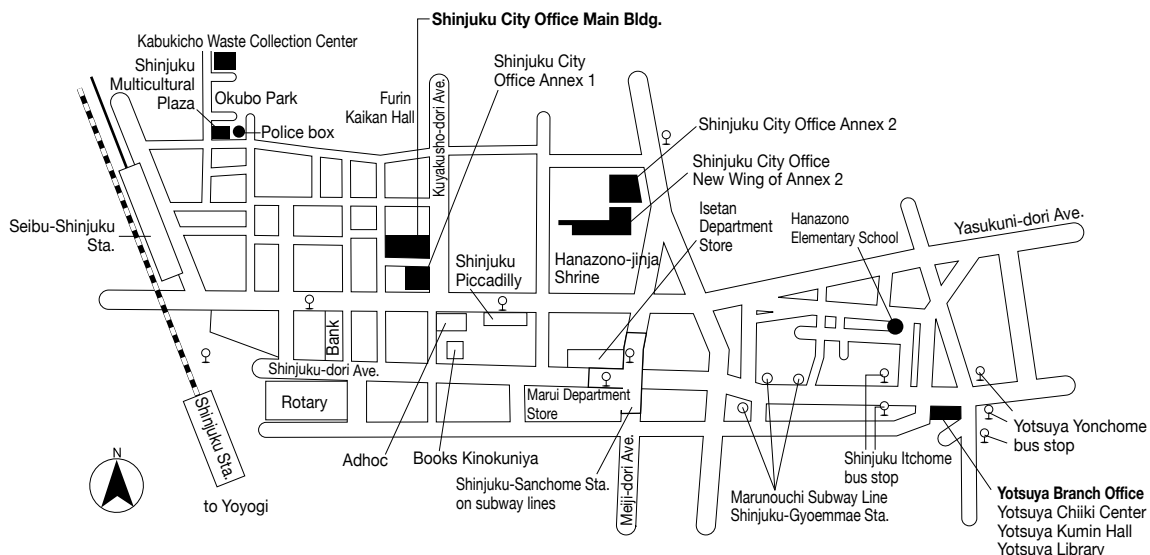 Shinjuku City Office Main Bldg.
Kabukicho Waste Collection Center
Shinjuku
Multicultural
Plaza
Okubo Park
Police box
Furin
Kaikan Hall
Kuyakusho-dori Ave.
Shinjuku City
Office Annex 1
Shinjuku City Office Annex 2
Shinjuku City Office
New Wing of Annex 2
Isetan
Department
Store
Hanazono
Elementary School
Yasukuni-dori Ave.
Seibu-Shinjuku
Sta.
Shinjuku
Piccadilly
Hanazono-jinja
Shrine
Bank
Shinjuku-dori Ave.
Rotary
Marui Department
Store
Shinjuku Sta.
Adhoc
Books Kinokuniya
Shinjuku-Sanchome Sta.
on subway lines
Meiji-dori Ave.
Marunouchi Subway Line
Shinjuku-Gyoemmae Sta.
Shinjuku Itchome
bus stop
Yotsuya Yonchome
bus stop
N
to Yoyogi
Yotsuya Branch Office
Yotsuya Chiiki Center
Yotsuya Kumin Hall
Yotsuya Library